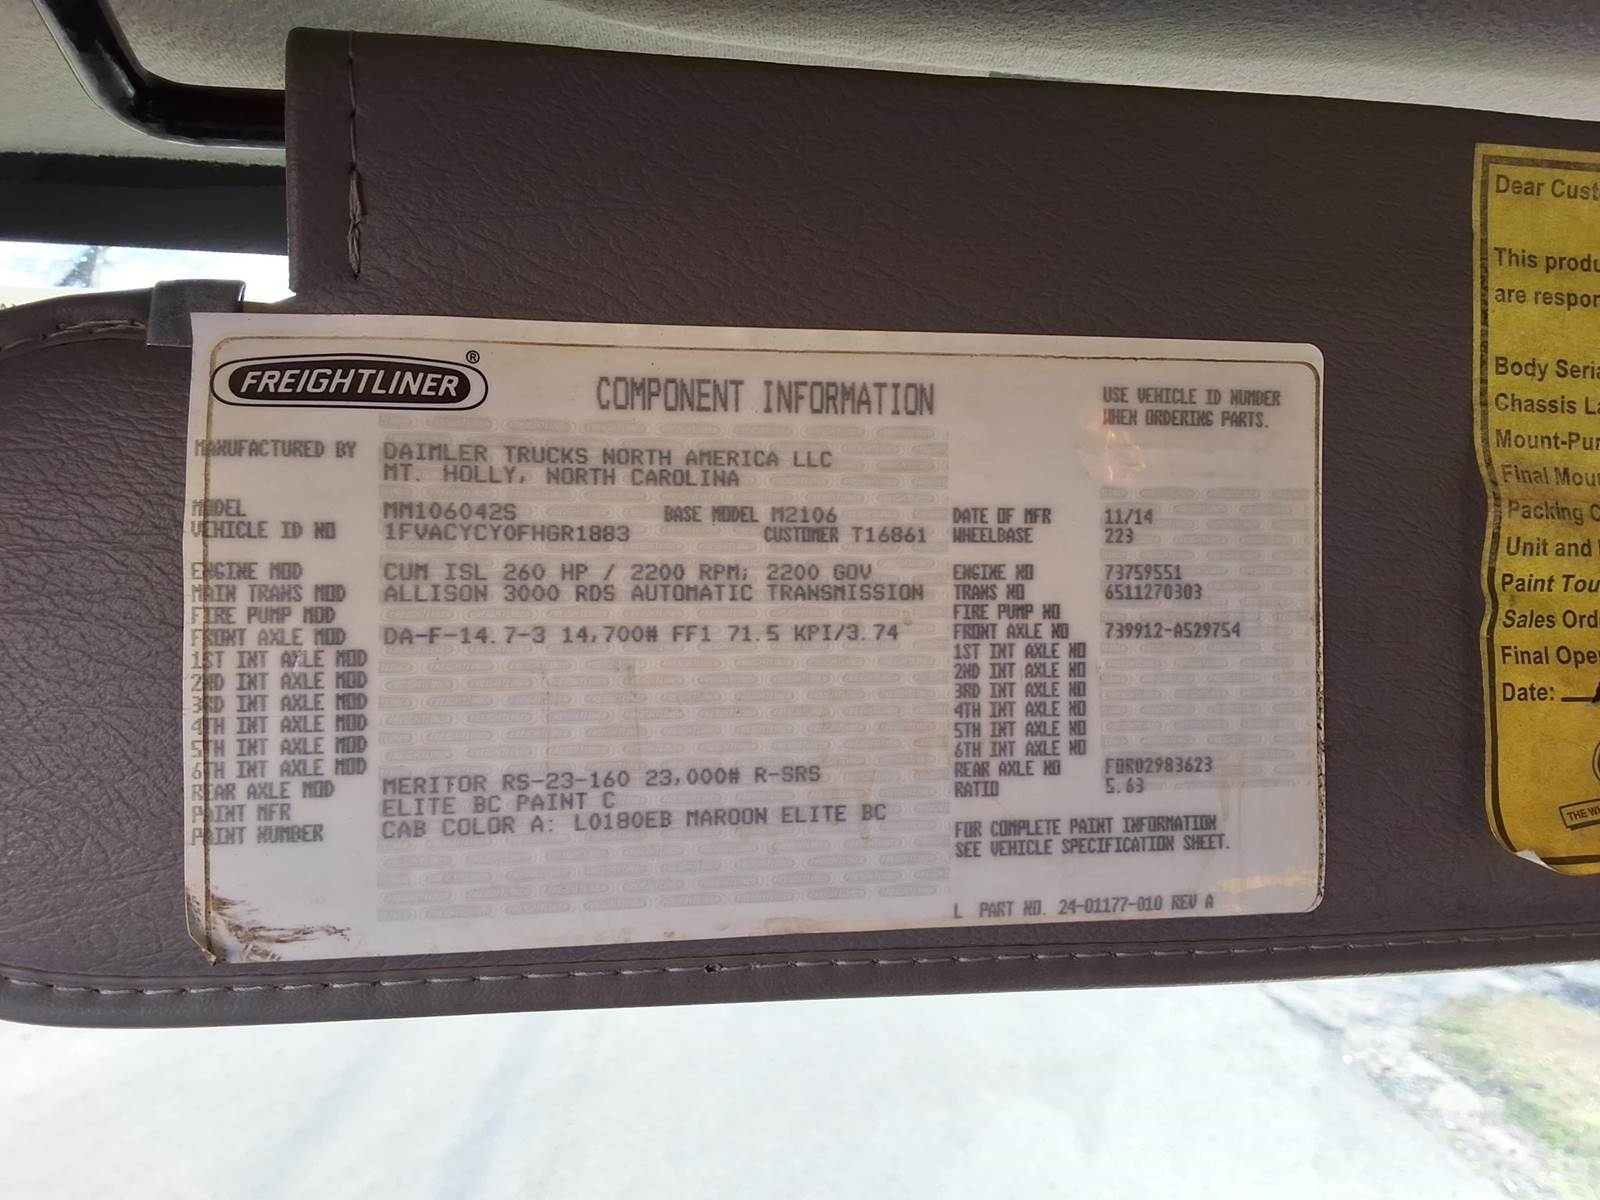 FREIGHTLINER®
COMPONENT INFORMATION
USE VEHICLE ID NUMBER
WHEN ORDERING PARTS.
MANUFACTURED BY DAIMLER TRUCKS NORTH AMERICA LLC
MT. HOLLY, NORTH CAROLINA
MODEL MM106042S BASE MODEL M2106 DATE OF MFR 11/14
VEHICLE ID NO 1FVACYCY0FHGR1883 CUSTOMER T16861 WHEELBASE 223
ENGINE MOD CUM ISL 260 HP / 2200 RPM; 2200 GOV ENGINE NO 73759551
MAIN TRANS MOD ALLISON 3000 RDS AUTOMATIC TRANSMISSION TRANS NO 6511270303
FIRE PUMP MOD FIRE PUMP NO
FRONT AXLE MOD DA-F-14.7-3 14,700# FF1 71.5 KPI/3.74 FRONT AXLE NO 739912-A529754
1ST INT AXLE MOD 1ST INT AXLE NO
2ND INT AXLE MOD 2ND INT AXLE NO
3RD INT AXLE MOD 3RD INT AXLE NO
4TH INT AXLE MOD 4TH INT AXLE NO
5TH INT AXLE MOD 5TH INT AXLE NO
6TH INT AXLE MOD 6TH INT AXLE NO
REAR AXLE MOD MERITOR RS-23-160 23,000# R-SRS REAR AXLE NO FOR02983623
PAINT MFR ELITE BC PAINT C RATIO 5.63
PAINT NUMBER CAB COLOR A: L0180EB MAROON ELITE BC
FOR COMPLETE PAINT INFORMATION
SEE VEHICLE SPECIFICATION SHEET.
L PART NO. 24-01177-010 REV A
Dear Cust
This produ
are respon
Body Seria
Chassis La
Mount-Pur
Final Mou
Packing
Unit and
Paint Tou
Sales Ord
Final Ope
Date:
THE W